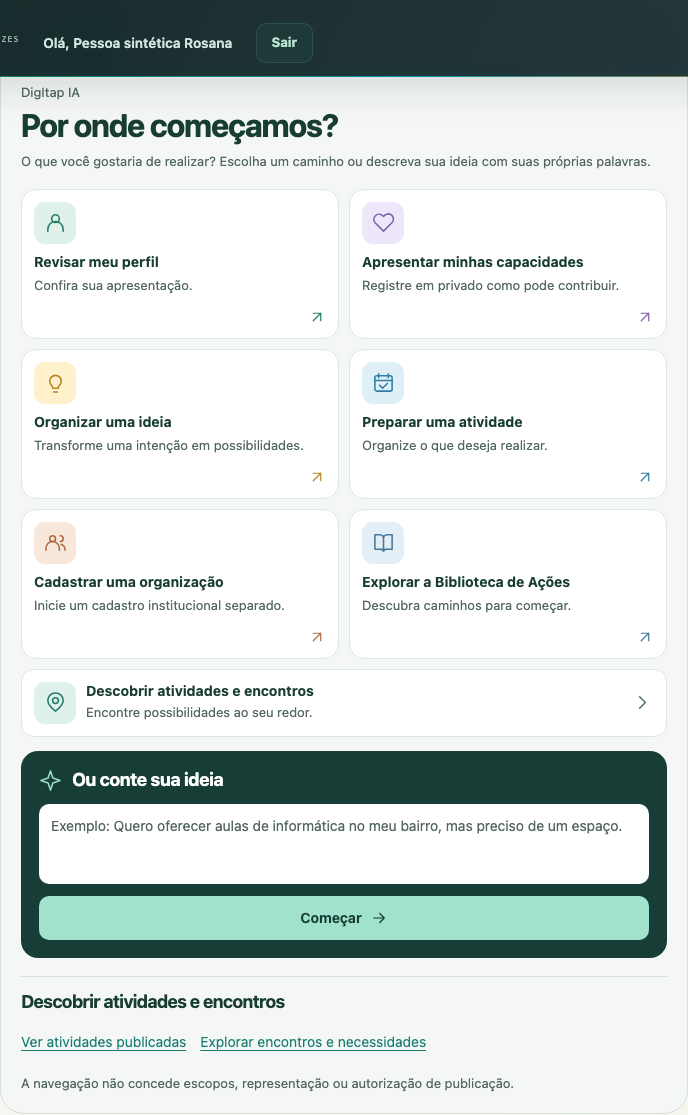 ZES
Olá, Pessoa sintética Rosana
Sair
DigItap IA
Por onde começamos?
O que você gostaria de realizar? Escolha um caminho ou descreva sua ideia com suas próprias palavras.
Revisar meu perfil
Confira sua apresentação.
Apresentar minhas capacidades
Registre em privado como pode contribuir.
Organizar uma ideia
Transforme uma intenção em possibilidades.
Preparar uma atividade
Organize o que deseja realizar.
Cadastrar uma organização
Inicie um cadastro institucional separado.
Explorar a Biblioteca de Ações
Descubra caminhos para começar.
Descobrir atividades e encontros
Encontre possibilidades ao seu redor.
Ou conte sua ideia
Exemplo: Quero oferecer aulas de informática no meu bairro, mas preciso de um espaço.
Começar
Descobrir atividades e encontros
Ver atividades publicadas Explorar encontros e necessidades
A navegação não concede escopos, representação ou autorização de publicação.